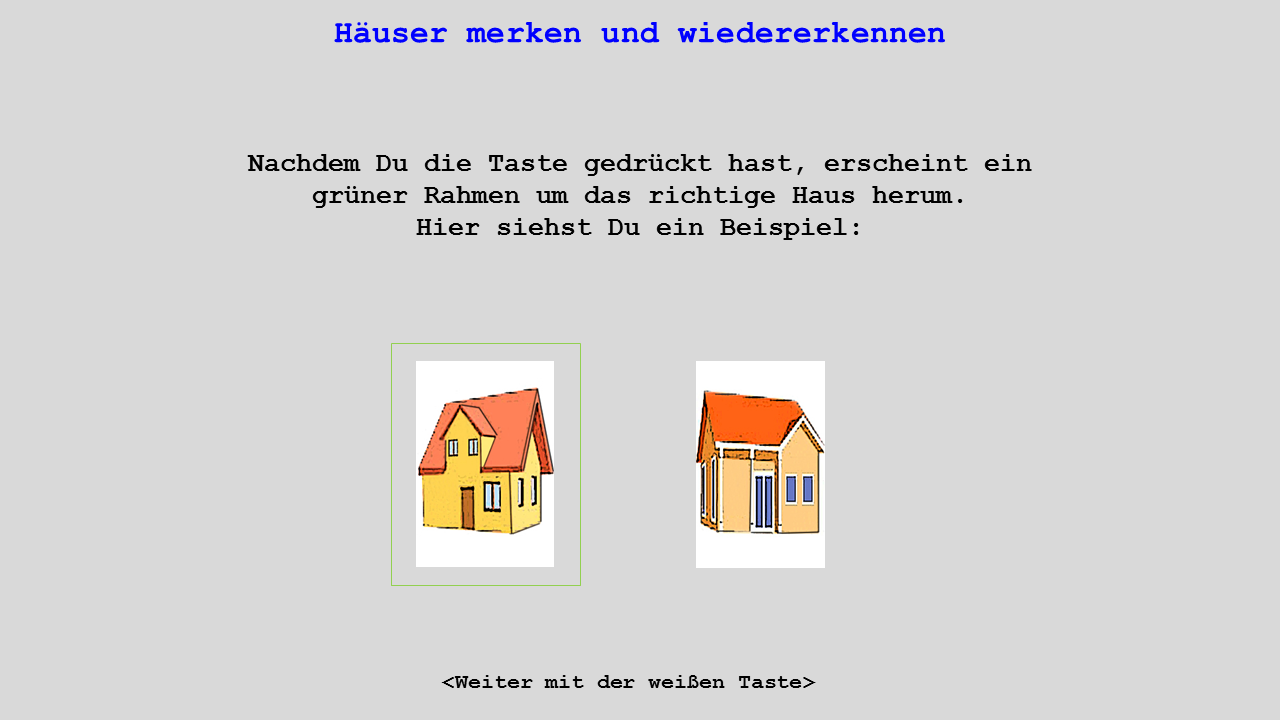 Häuser merken und wiedererkennen
Nachdem Du die Taste gedrückt hast, erscheint ein
grüner Rahmen um das richtige Haus herum.
Hier siehst Du ein Beispiel:
<Weiter mit der weißen Taste>